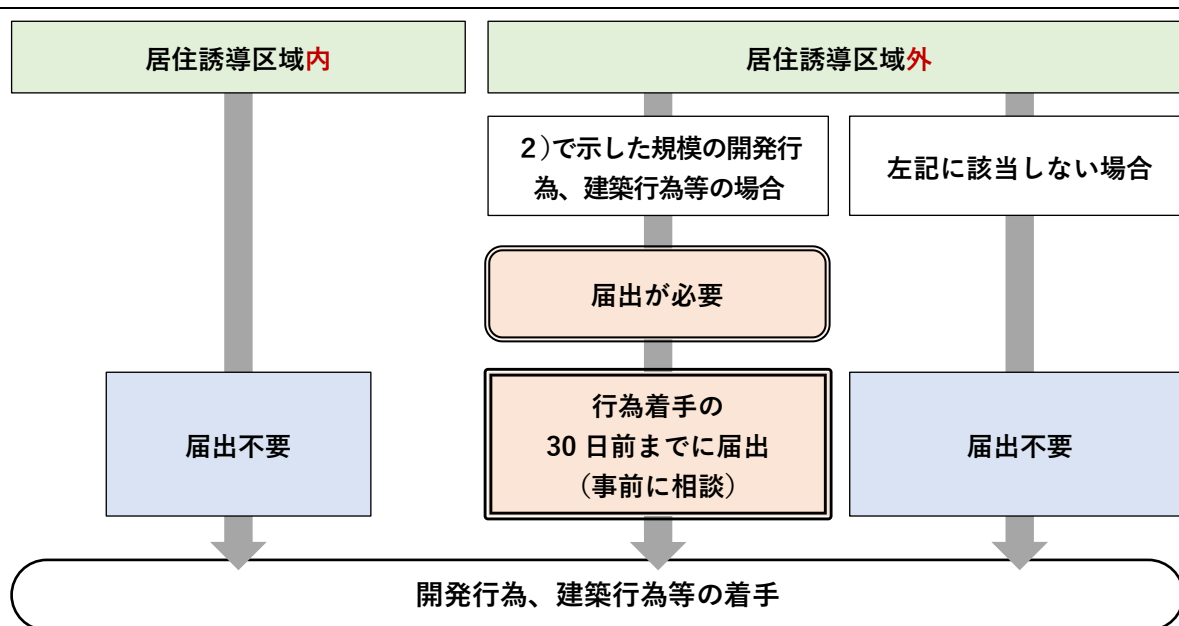 居住誘導区域内
居住誘導区域外
2)で示した規模の開発行
為、建築行為等の場合
左記に該当しない場合
届出が必要
届出不要
行為着手の
30 日前までに届出
(事前に相談)
届出不要
開発行為、建築行為等の着手